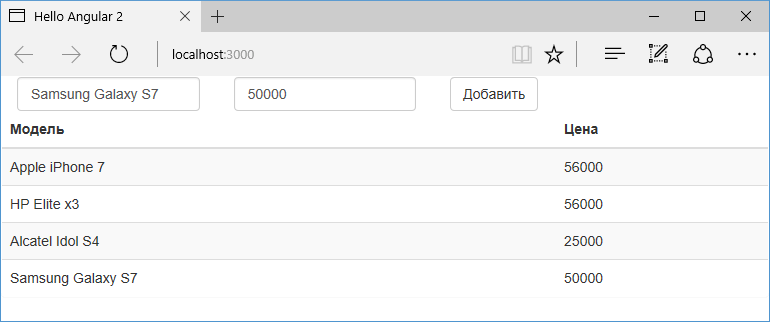 Hello Angular 2
localhost:3000
Samsung Galaxy S7 50000 Добавить
Модель Цена
Apple iPhone 7 56000
HP Elite x3 56000
Alcatel Idol S4 25000
Samsung Galaxy S7 50000